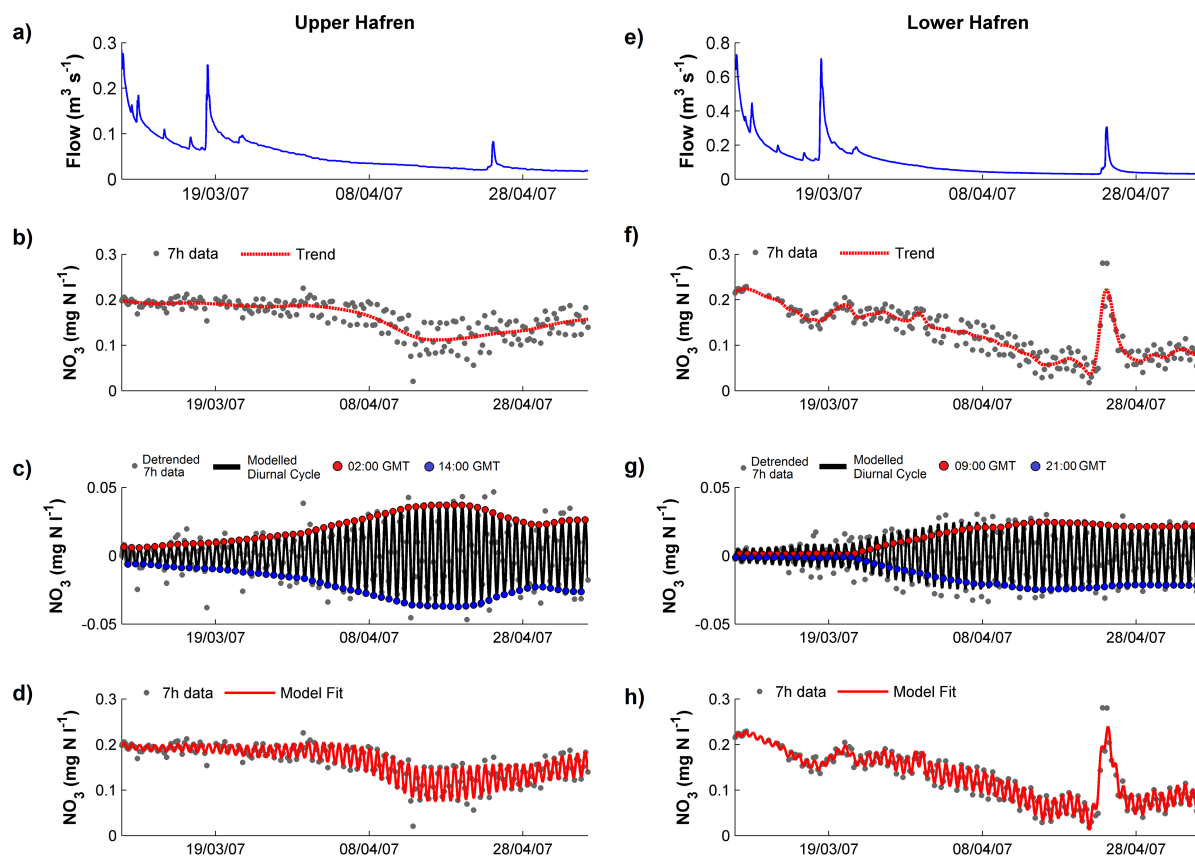 Upper Hafren
Lower Hafren
a)
0.3
0.2
0.1
0
Flow (m³ s⁻¹)
19/03/07 08/04/07 28/04/07
e)
0.8
0.6
0.4
0.2
0
Flow (m³ s⁻¹)
19/03/07 08/04/07 28/04/07
b)
7h data Trend
0.3
0.2
0.1
0
NO₃ (mg N l⁻¹)
19/03/07 08/04/07 28/04/07
f)
7h data Trend
0.3
0.2
0.1
0
NO₃ (mg N l⁻¹)
19/03/07 08/04/07 28/04/07
c)
Detrended
7h data
Modelled
Diurnal Cycle
02:00 GMT
14:00 GMT
0.05
0
-0.05
NO₃ (mg N l⁻¹)
19/03/07 08/04/07 28/04/07
g)
Detrended
7h data
Modelled
Diurnal Cycle
09:00 GMT
21:00 GMT
0.05
0
-0.05
NO₃ (mg N l⁻¹)
19/03/07 08/04/07 28/04/07
d)
7h data Model Fit
0.3
0.2
0.1
0
NO₃ (mg N l⁻¹)
19/03/07 08/04/07 28/04/07
h)
7h data Model Fit
0.3
0.2
0.1
0
NO₃ (mg N l⁻¹)
19/03/07 08/04/07 28/04/07